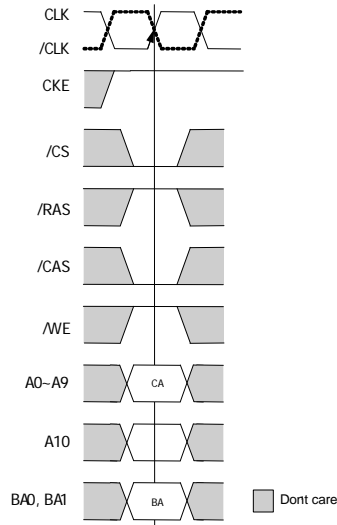 CLK
/CLK
CKE
/CS
/RAS
/CAS
/WE
A0~A9
CA
A10
BA0, BA1
BA
Dont care